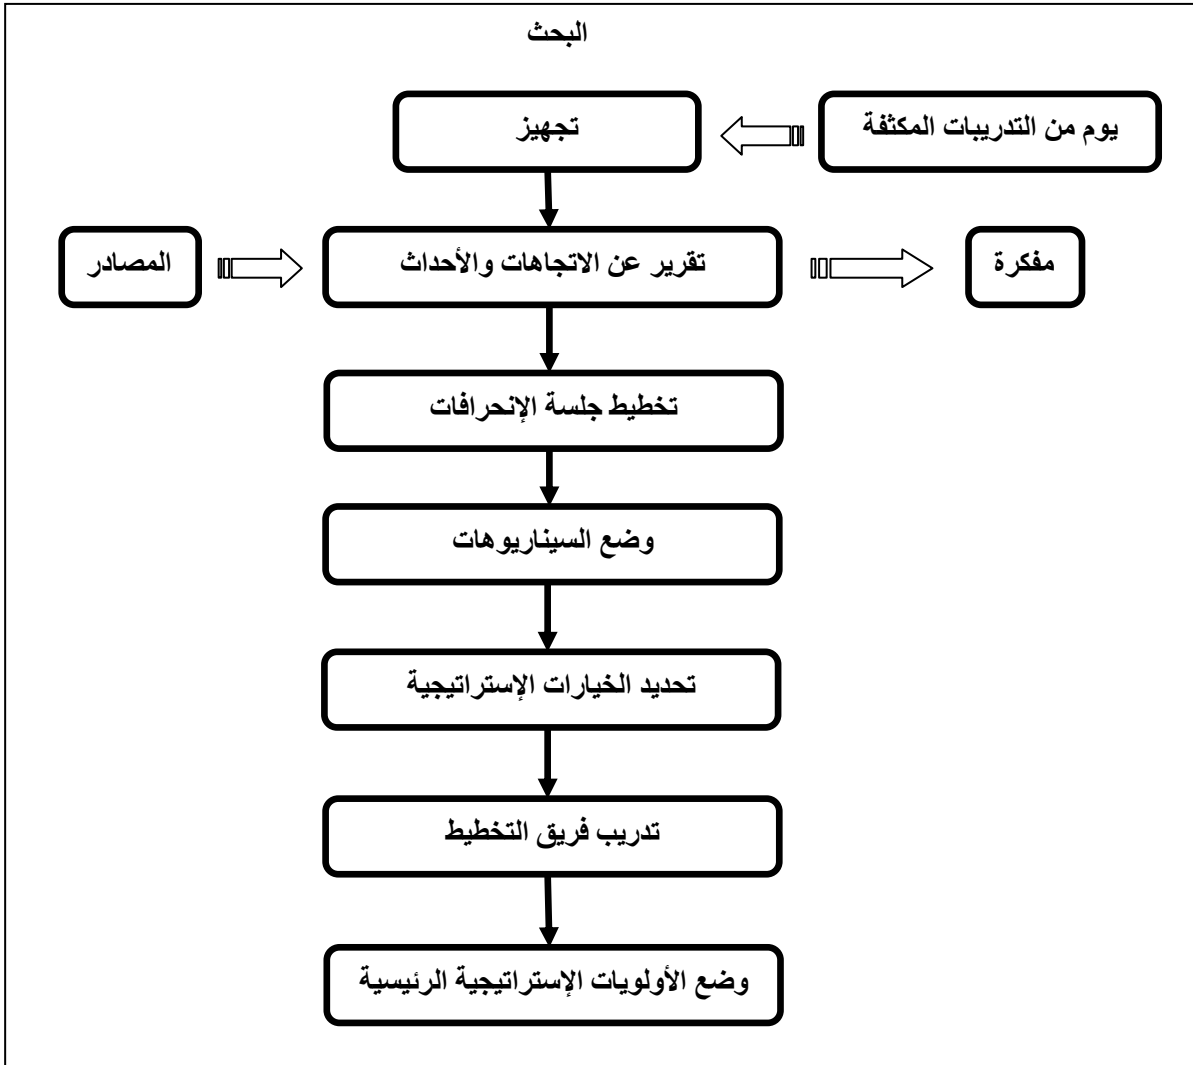 البحث
يوم من التدريبات المكثفة
تجهيز
المصادر
تقرير عن الاتجاهات والأحداث
مفكرة
تخطيط جلسة الإنحرافات
وضع السيناريوهات
تحديد الخيارات الإستراتيجية
تدريب فريق التخطيط
وضع الأولويات الإستراتيجية الرئيسية